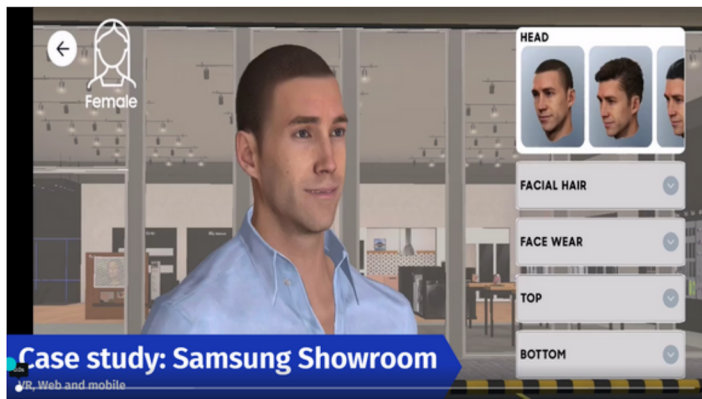 Female
HEAD
FACIAL HAIR
FACE WEAR
TOP
BOTTOM
Case study: Samsung Showroom
VR, Web and mobile